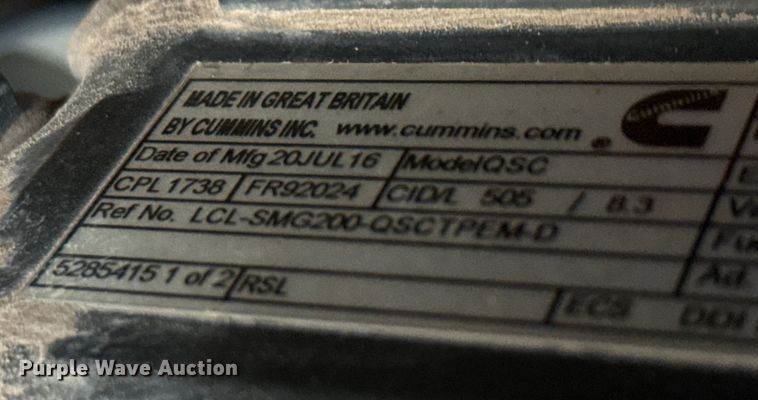 MADE IN GREAT BRITAIN
BY CUMMINS INC. www.cummins.com
Cummins
Date of Mfg 20JUL16 Model QSC
CPL 1738 FR92024 CID/L 505 / 8.3
Ref No. LCL-SMG200-QSCTPEM-D
Ad.
5285415 1 of 2 RSL
ECS DDI
Purple Wave Auction